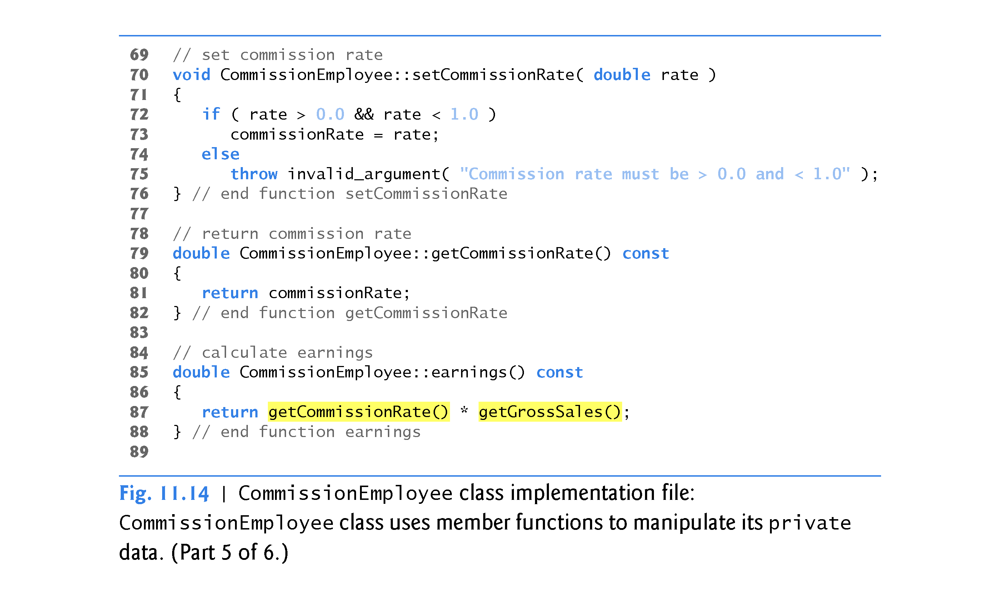 69 // set commission rate
70 void CommissionEmployee::setCommissionRate( double rate )
71 {
72 if ( rate > 0.0 && rate < 1.0 )
73 commissionRate = rate;
74 else
75 throw invalid_argument( "Commission rate must be > 0.0 and < 1.0" );
76 } // end function setCommissionRate
77
78 // return commission rate
79 double CommissionEmployee::getCommissionRate() const
80 {
81 return commissionRate;
82 } // end function getCommissionRate
83
84 // calculate earnings
85 double CommissionEmployee::earnings() const
86 {
87 return getCommissionRate() * getGrossSales();
88 } // end function earnings
89
Fig. 11.14 | CommissionEmployee class implementation file:
CommissionEmployee class uses member functions to manipulate its private
data. (Part 5 of 6.)